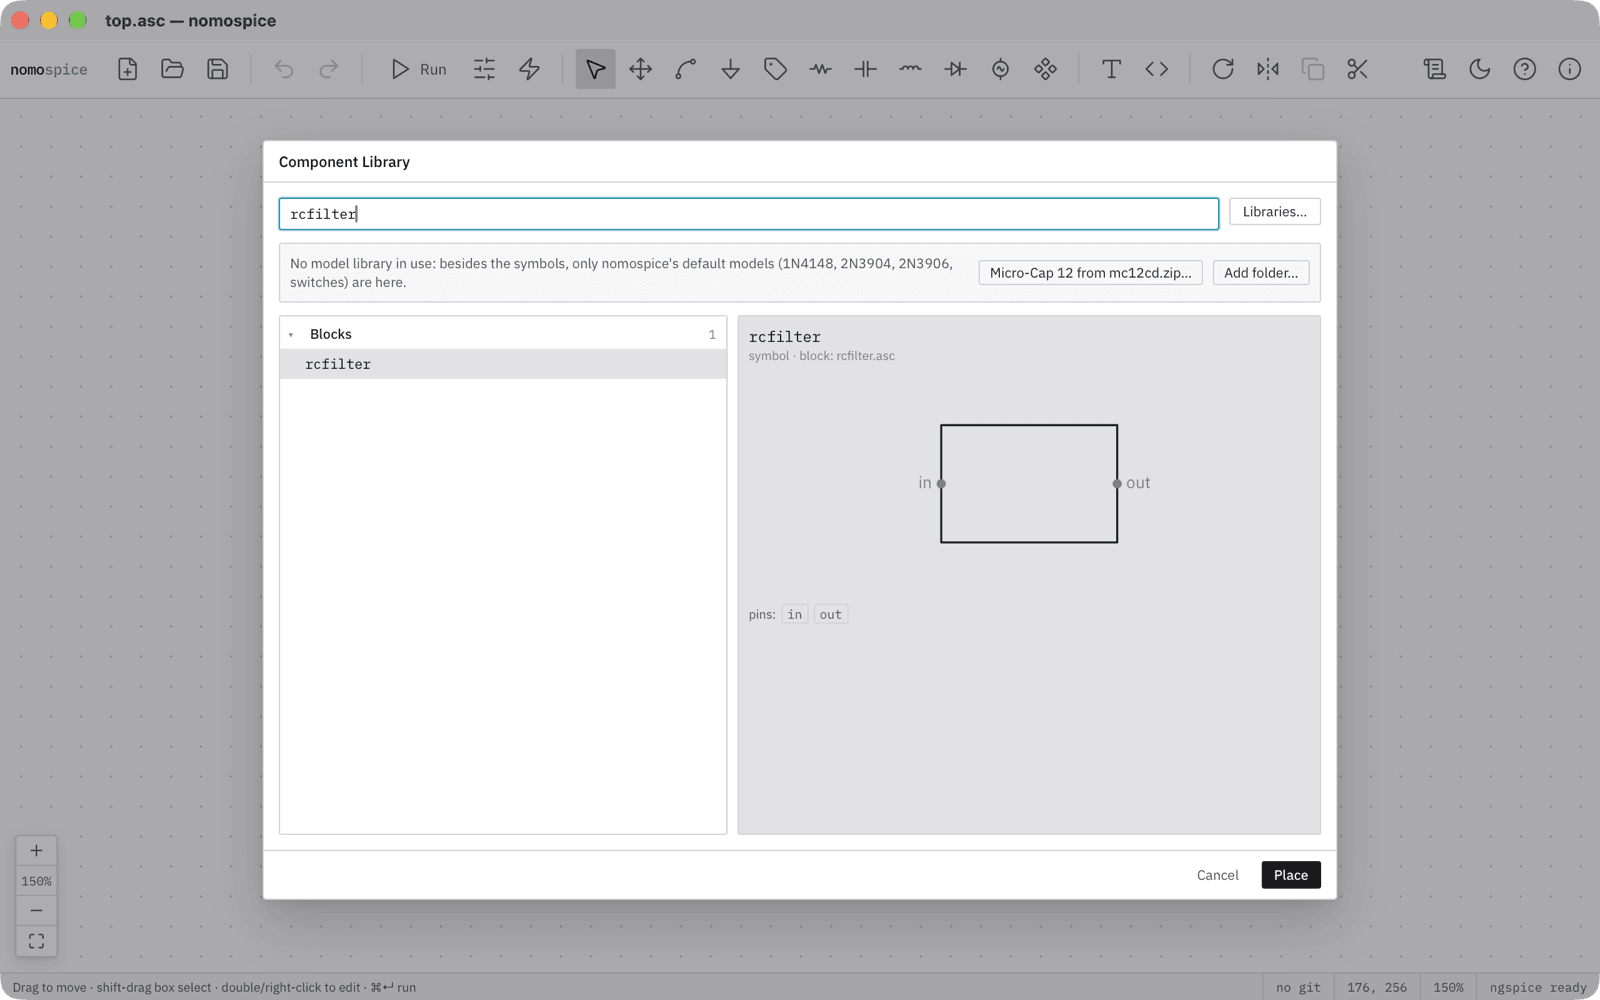 top.asc — nomospice
nomospice
Run
Component Library
rcfilter
Libraries...
No model library in use: besides the symbols, only nomospice's default models (1N4148, 2N3904, 2N3906,
switches) are here.
Micro-Cap 12 from mc12cd.zip...
Add folder...
Blocks
1
rcfilter
rcfilter
symbol · block: rcfilter.asc
in
out
pins: in out
150%
Cancel
Place
Drag to move · shift-drag box select · double/right-click to edit · ⌘↵ run
no git
176, 256
150%
ngspice ready